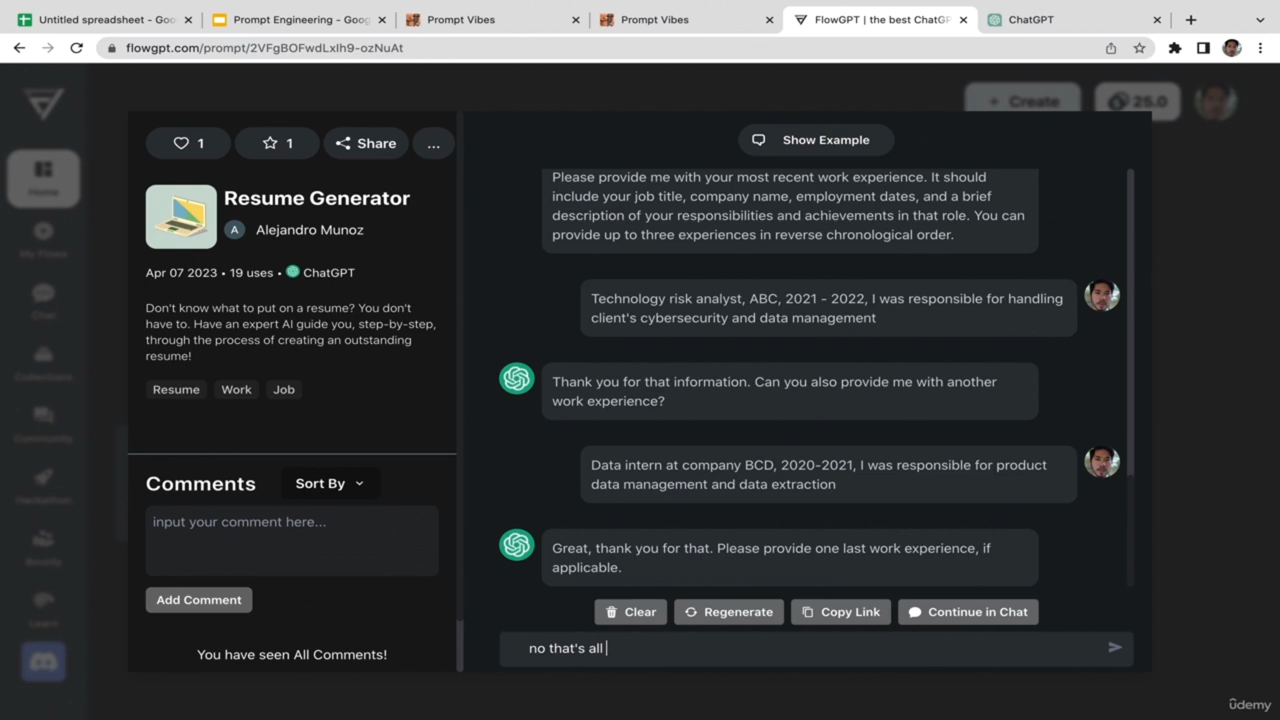 Untitled spreadsheet - Goo
Prompt Engineering - Goog
Prompt Vibes
Prompt Vibes
FlowGPT | the best ChatGP
ChatGPT
flowgpt.com/prompt/2VFgBOFwdLxIh9-ozNuAt
+ Create
25.0
Home
Chat
Learn
1
1
Share
...
Resume Generator
A
Alejandro Munoz
Apr 07 2023 • 19 uses • ChatGPT
Don't know what to put on a resume? You don't
have to. Have an expert AI guide you, step-by-step,
through the process of creating an outstanding
resume!
Resume
Work
Job
Comments
Sort By
input your comment here...
Add Comment
You have seen All Comments!
Show Example
Please provide me with your most recent work experience. It should
include your job title, company name, employment dates, and a brief
description of your responsibilities and achievements in that role. You can
provide up to three experiences in reverse chronological order.
Technology risk analyst, ABC, 2021 - 2022, I was responsible for handling
client's cybersecurity and data management
Thank you for that information. Can you also provide me with another
work experience?
Data intern at company BCD, 2020-2021, I was responsible for product
data management and data extraction
Great, thank you for that. Please provide one last work experience, if
applicable.
Clear
Regenerate
Copy Link
Continue in Chat
no that's all
ûdemy